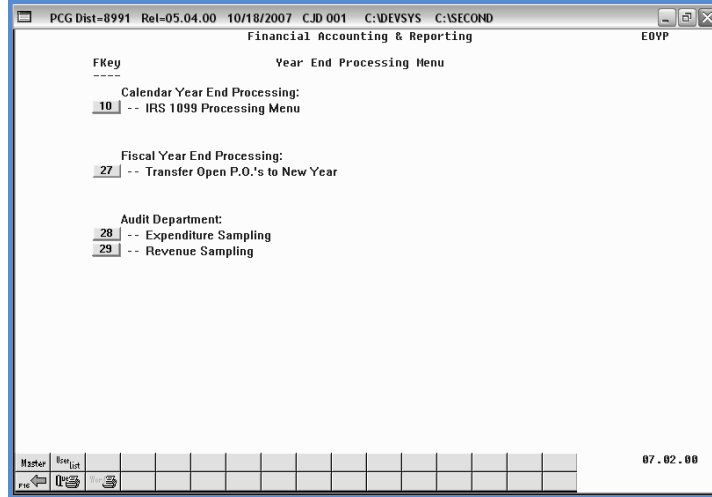 PCG Dist=8991 Rel=05.04.00 10/18/2007 CJD 001 C:\DEVSYS C:\SECOND
Financial Accounting & Reporting EOYP
FKey Year End Processing Menu
----
Calendar Year End Processing:
10 -- IRS 1099 Processing Menu
Fiscal Year End Processing:
27 -- Transfer Open P.O.'s to New Year
Audit Department:
28 -- Expenditure Sampling
29 -- Revenue Sampling
Master User List 07.02.00
F16 Que